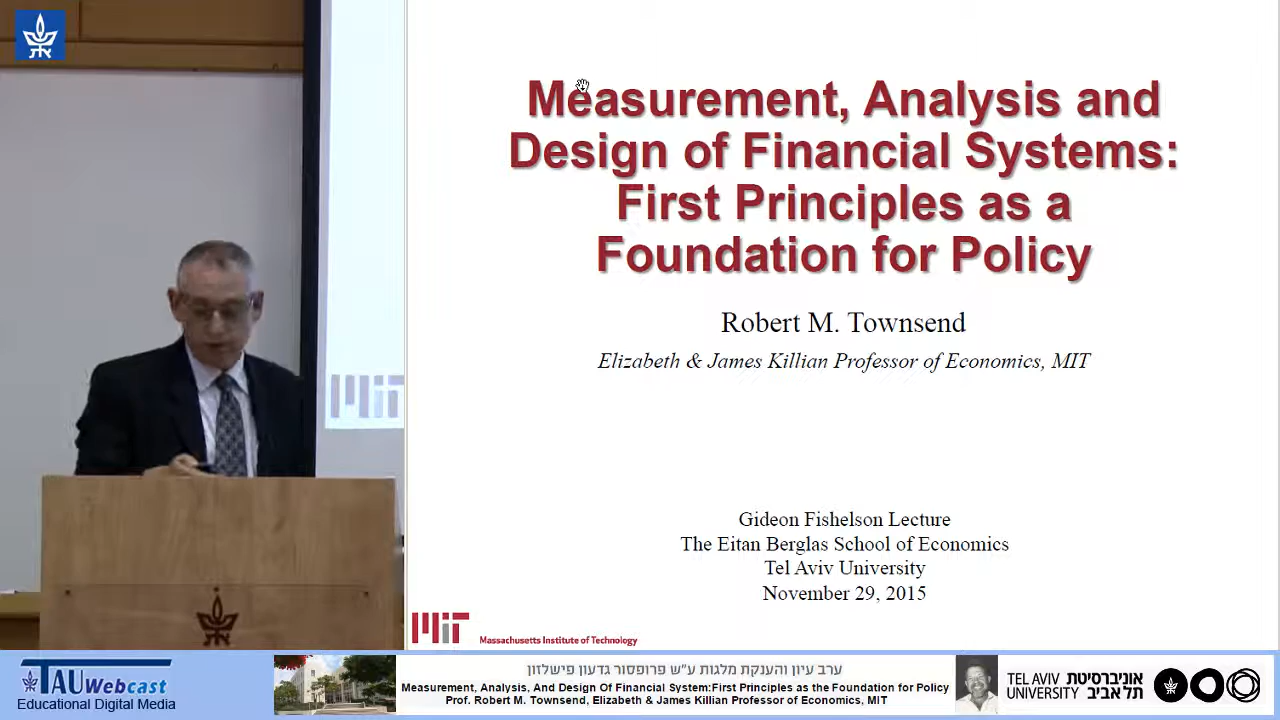 Measurement, Analysis and
Design of Financial Systems:
First Principles as a
Foundation for Policy
Robert M. Townsend
Elizabeth & James Killian Professor of Economics, MIT
Gideon Fishelson Lecture
The Eitan Berglas School of Economics
Tel Aviv University
November 29, 2015
MIT
Massachusetts Institute of Technology
MIT
TAU Webcast
Educational Digital Media
ערב עיון והענקת מלגות ע"ש פרופסור גדעון פישלזון
Measurement, Analysis, And Design Of Financial System:First Principles as the Foundation for Policy
Prof. Robert M. Townsend, Elizabeth & James Killian Professor of Economics, MIT
TEL AVIV UNIVERSITY
אוניברסיטת תל אביב